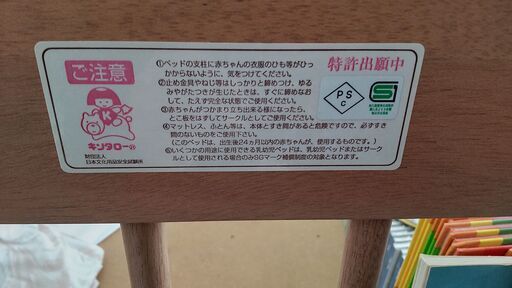 ご注意
特許出願中
①ベッドの支柱に赤ちゃんの衣服のひも等がひっ
かからないように、気をつけてください。
②止め金具やねじ等はしっかりと締めつけ、ゆる
みやがたつきが生じたときは、すぐに締めなお
して、たえず完全な状態でご使用ください。
③赤ちゃんがつかまり立ち出来る様になったら、
とこ板をはずしてサークルとしてご使用ください。
④マットレス、ふとん等は、本体とすき間があると危険ですので、必ずすき
間のないものをご使用下さい。
(このベッドは、出生後24ヵ月以内の赤ちゃんが、使用するものです。)
⑤いくつかの用途に使用できる乳幼児ベッドは、乳幼児ベッドまたはサーク
ルとして使用される場合のみSGマーク補償制度の対象となります。
K
キンタロー®
財団法人
日本文化用品安全試験所
PS
C